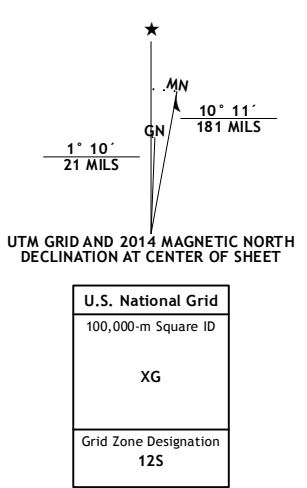 ★
MN
GN
10° 11´
181 MILS
1° 10´
21 MILS
UTM GRID AND 2014 MAGNETIC NORTH
DECLINATION AT CENTER OF SHEET
U.S. National Grid
100,000-m Square ID
XG
Grid Zone Designation
12S